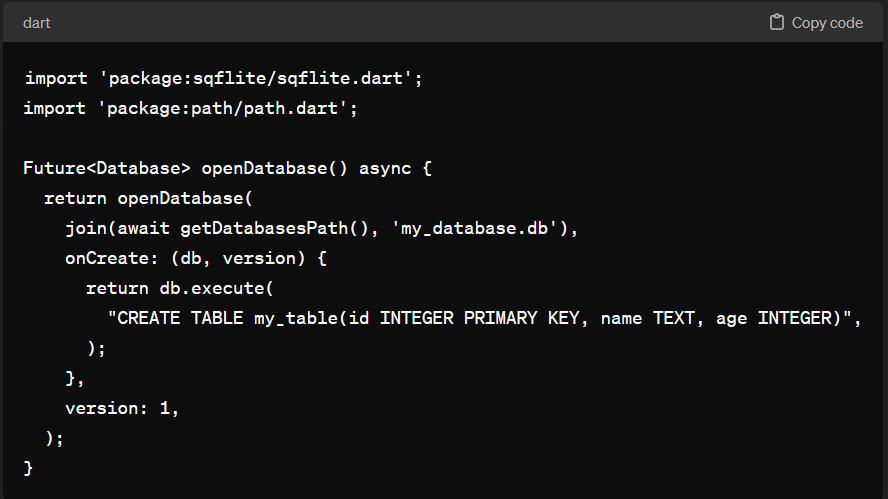 dart
Copy code
import 'package:sqflite/sqflite.dart';
import 'package:path/path.dart';

Future<Database> openDatabase() async {
  return openDatabase(
    join(await getDatabasesPath(), 'my_database.db'),
    onCreate: (db, version) {
      return db.execute(
        "CREATE TABLE my_table(id INTEGER PRIMARY KEY, name TEXT, age INTEGER)",
      );
    },
    version: 1,
  );
}